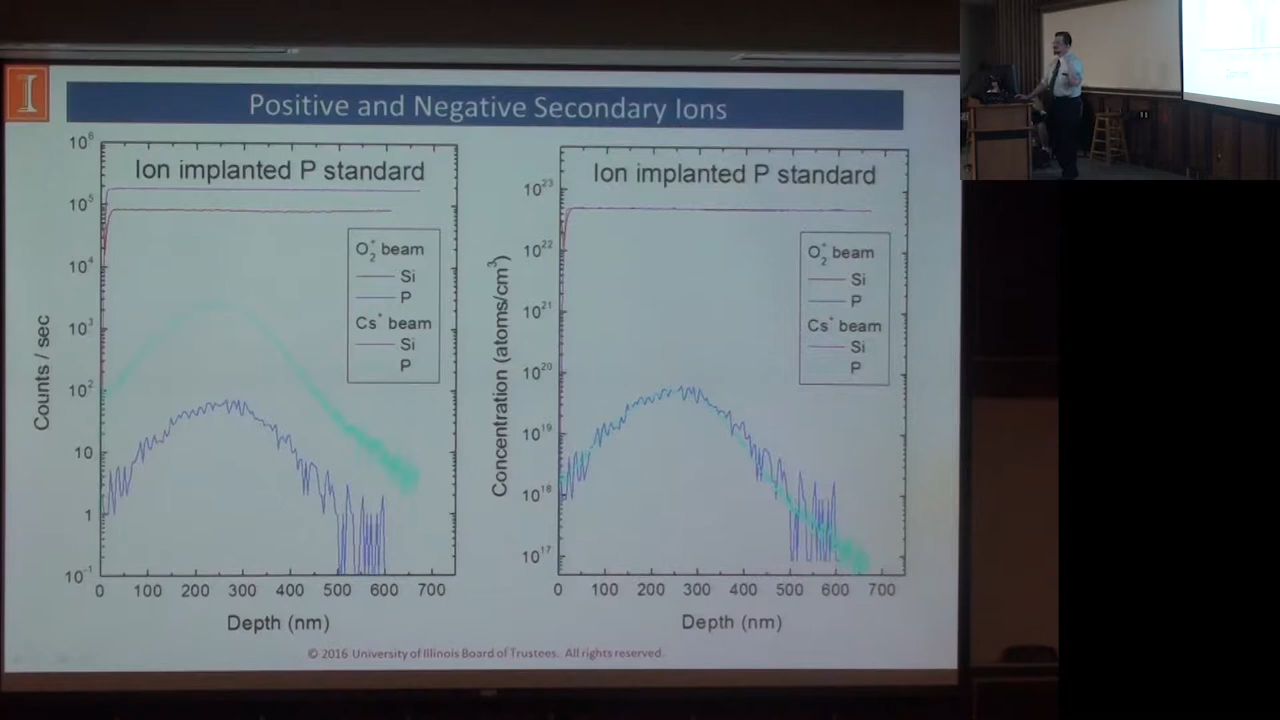 I
Positive and Negative Secondary Ions
Ion implanted P standard
10⁶
10⁵
10⁴
10³
10²
10
1
10⁻¹
Counts / sec
O₂⁺ beam
Si
P
Cs⁺ beam
Si
P
0 100 200 300 400 500 600 700
Depth (nm)
Ion implanted P standard
10²³
10²²
10²¹
10²⁰
10¹⁹
10¹⁸
10¹⁷
Concentration (atoms/cm³)
O₂⁺ beam
Si
P
Cs⁺ beam
Si
P
0 100 200 300 400 500 600 700
Depth (nm)
© 2016 University of Illinois Board of Trustees. All rights reserved.